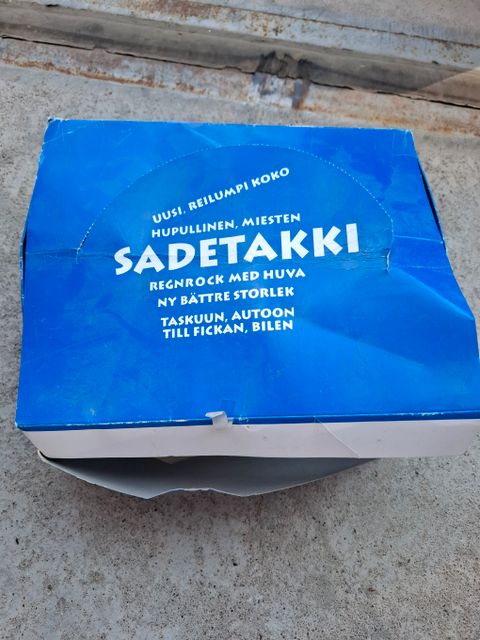 UUSI, REILUMPI KOKO
HUPULLINEN, MIESTEN
SADETAKKI
REGNROCK MED HUVA
NY BÄTTRE STORLEK
TASKUUN, AUTOON
TILL FICKAN, BILEN